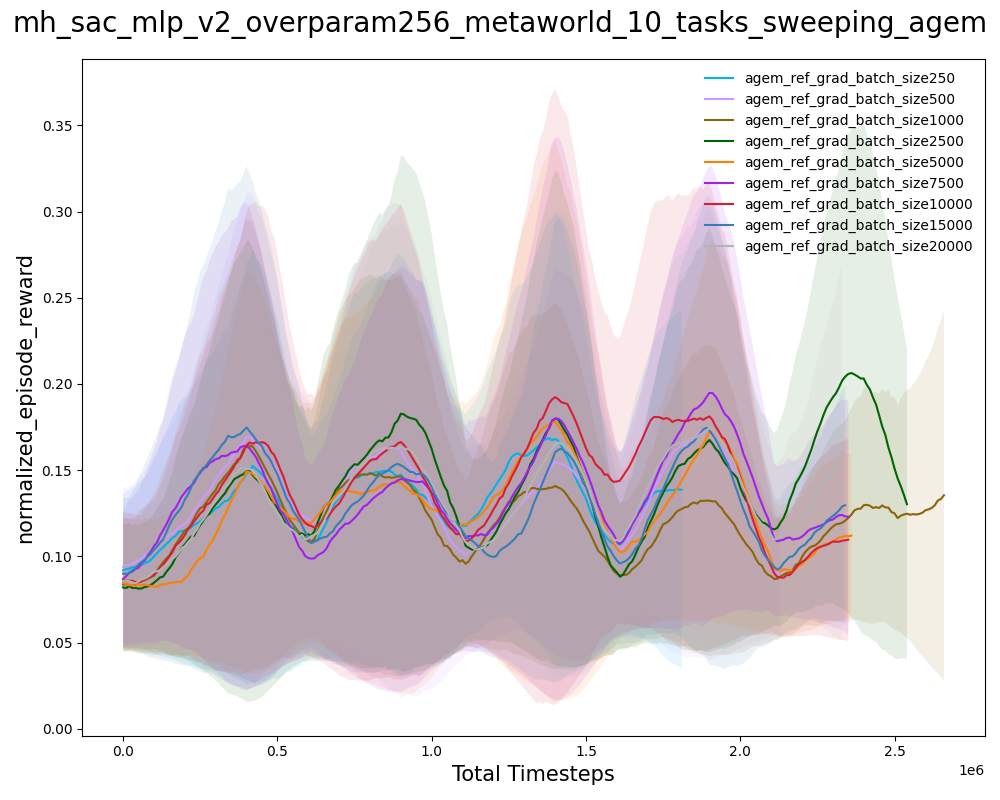 mh_sac_mlp_v2_overparam256_metaworld_10_tasks_sweeping_agem
agem_ref_grad_batch_size250
agem_ref_grad_batch_size500
agem_ref_grad_batch_size1000
agem_ref_grad_batch_size2500
agem_ref_grad_batch_size5000
agem_ref_grad_batch_size7500
agem_ref_grad_batch_size10000
agem_ref_grad_batch_size15000
agem_ref_grad_batch_size20000
normalized_episode_reward
0.35
0.30
0.25
0.20
0.15
0.10
0.05
0.00
0.0 0.5 1.0 1.5 2.0 2.5
1e6
Total Timesteps